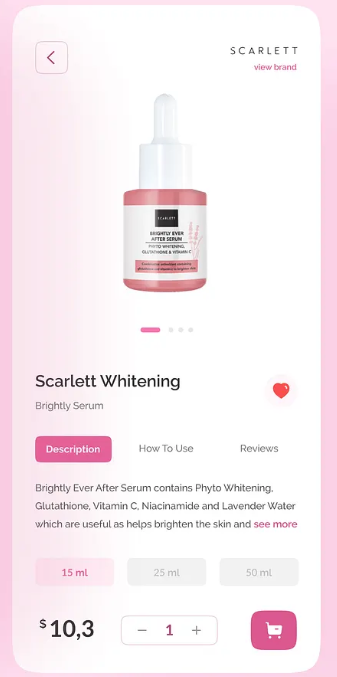 SCARLETT
view brand
SCARLETT
BRIGHTLY EVER
AFTER SERUM
PHYTO WHITENING,
GLUTATHIONE & VITAMIN C
Scarlett Whitening
Brightly Serum
Description
How To Use
Reviews
Brightly Ever After Serum contains Phyto Whitening,
Glutathione, Vitamin C, Niacinamide and Lavender Water
which are useful as helps brighten the skin and see more
15 ml
25 ml
50 ml
$10,3
− 1 +